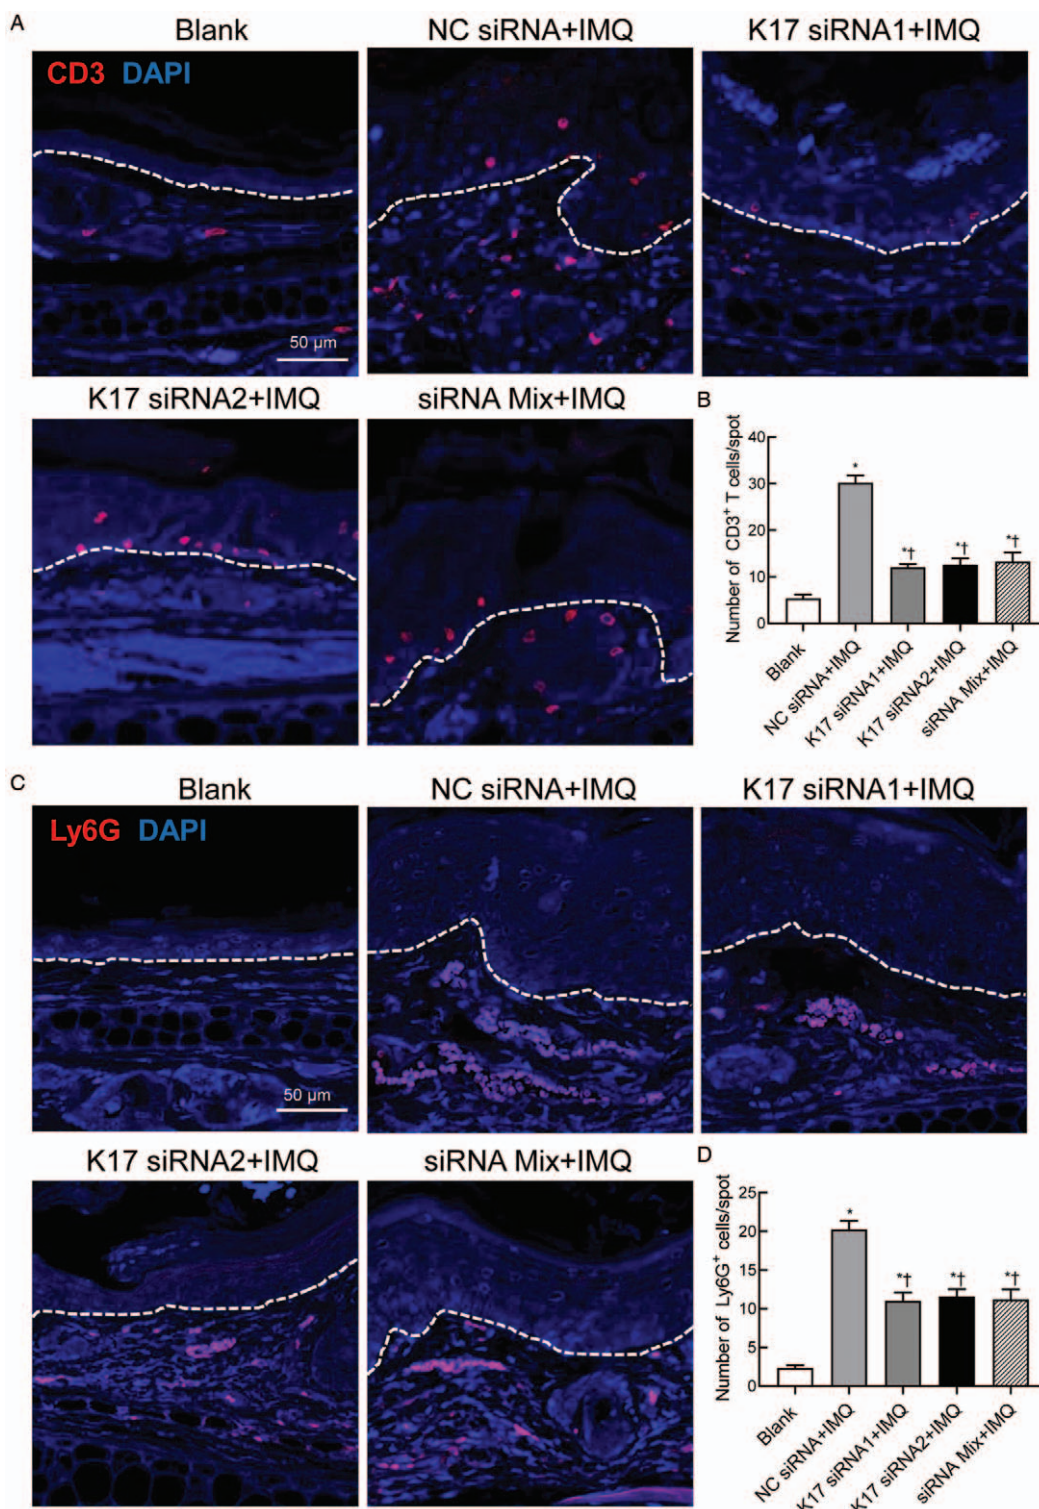 A
Blank
NC siRNA+IMQ
K17 siRNA1+IMQ
CD3 DAPI
50 µm
K17 siRNA2+IMQ
siRNA Mix+IMQ
B
Number of CD3+ T cells/spot
40
30
20
10
0
*
*†
*†
*†
Blank
NC siRNA+IMQ
K17 siRNA1+IMQ
K17 siRNA2+IMQ
siRNA Mix+IMQ
C
Blank
NC siRNA+IMQ
K17 siRNA1+IMQ
Ly6G DAPI
50 µm
K17 siRNA2+IMQ
siRNA Mix+IMQ
D
Number of Ly6G+ cells/spot
25
20
15
10
5
0
*
*†
*†
*†
Blank
NC siRNA+IMQ
K17 siRNA1+IMQ
K17 siRNA2+IMQ
siRNA Mix+IMQ